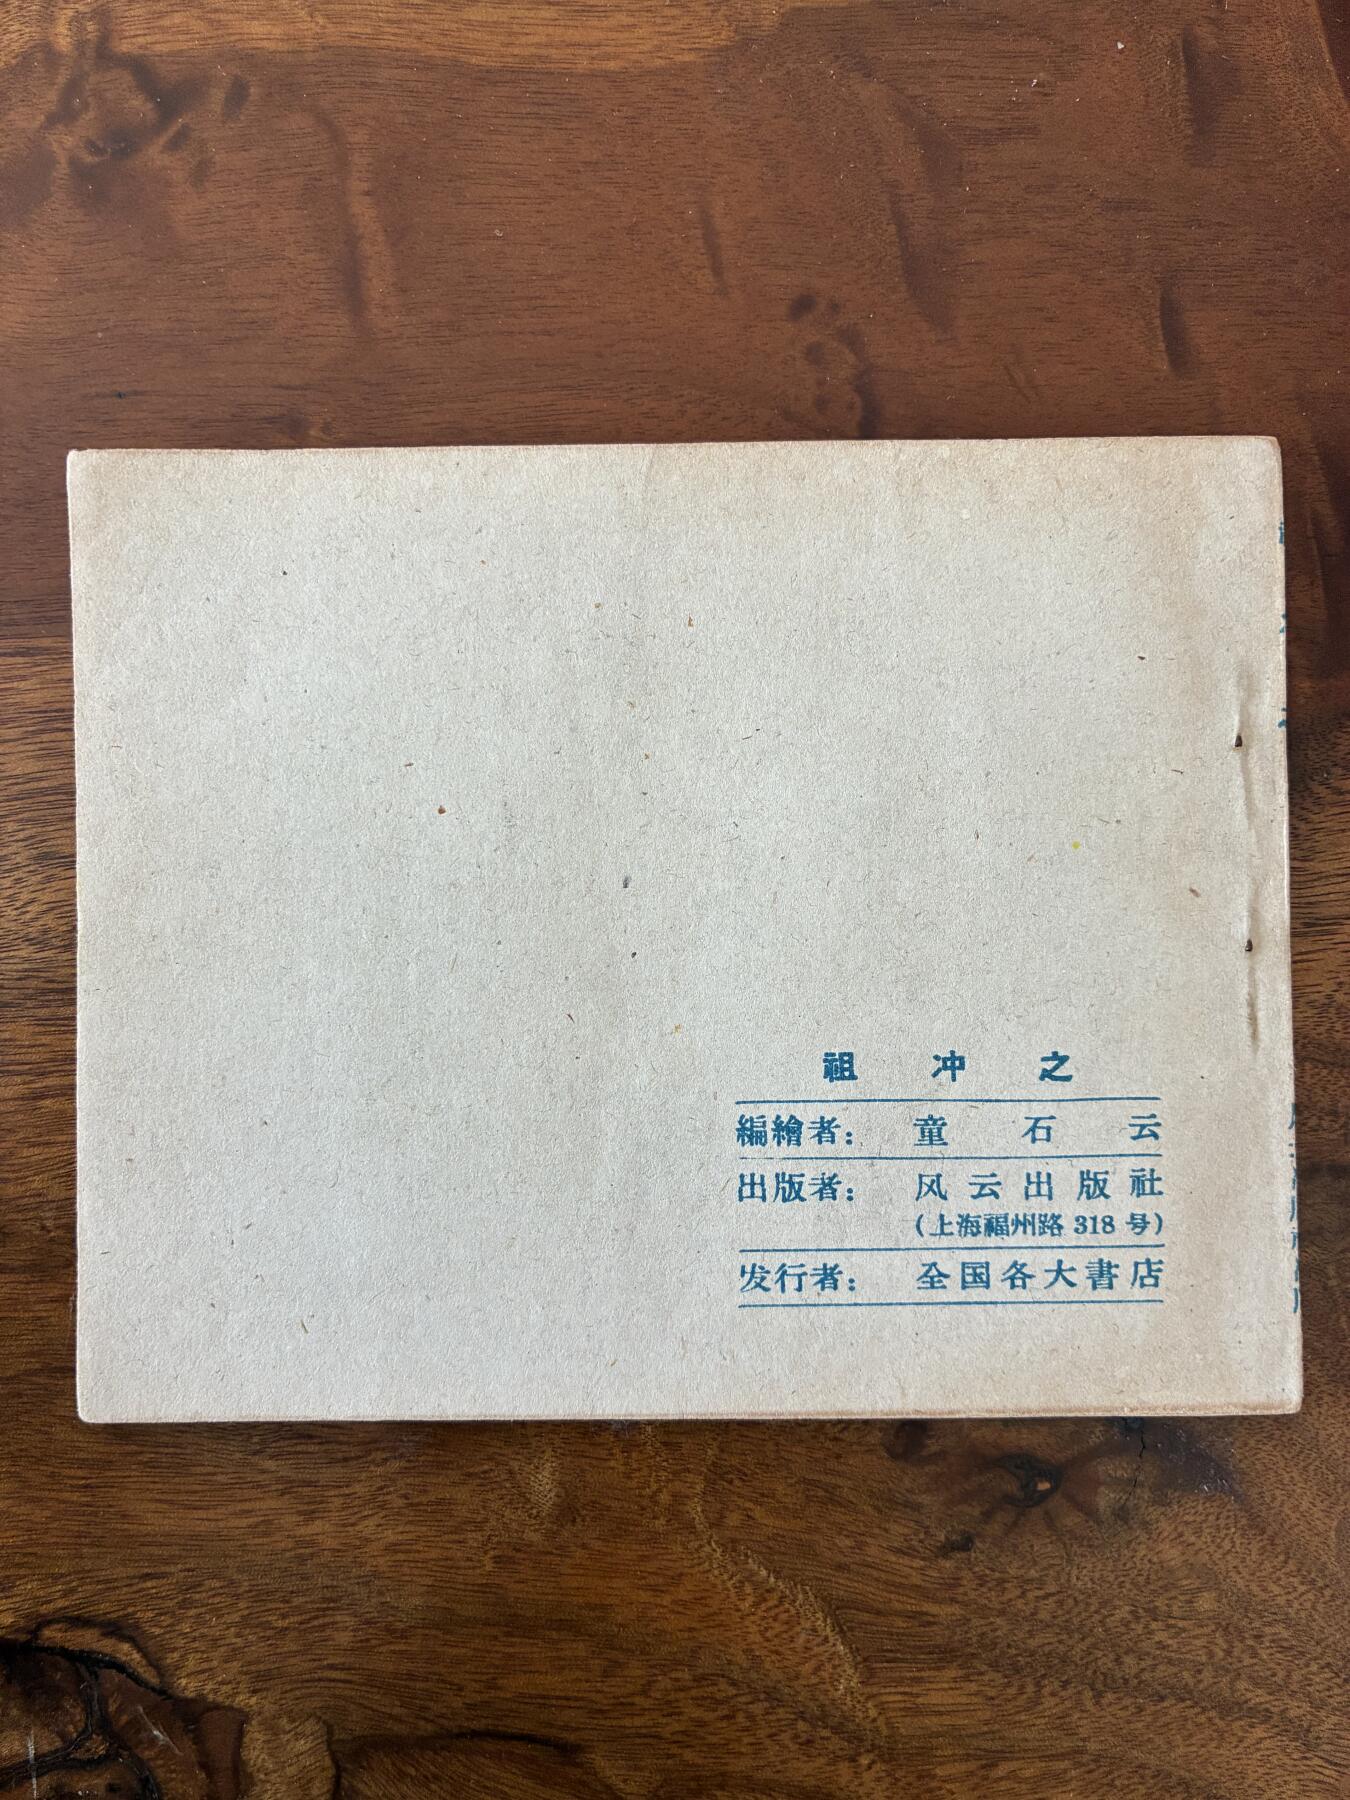 祖冲之
編繪者：童石云
出版者：风云出版社
（上海福州路 318 号）
发行者：全国各大書店